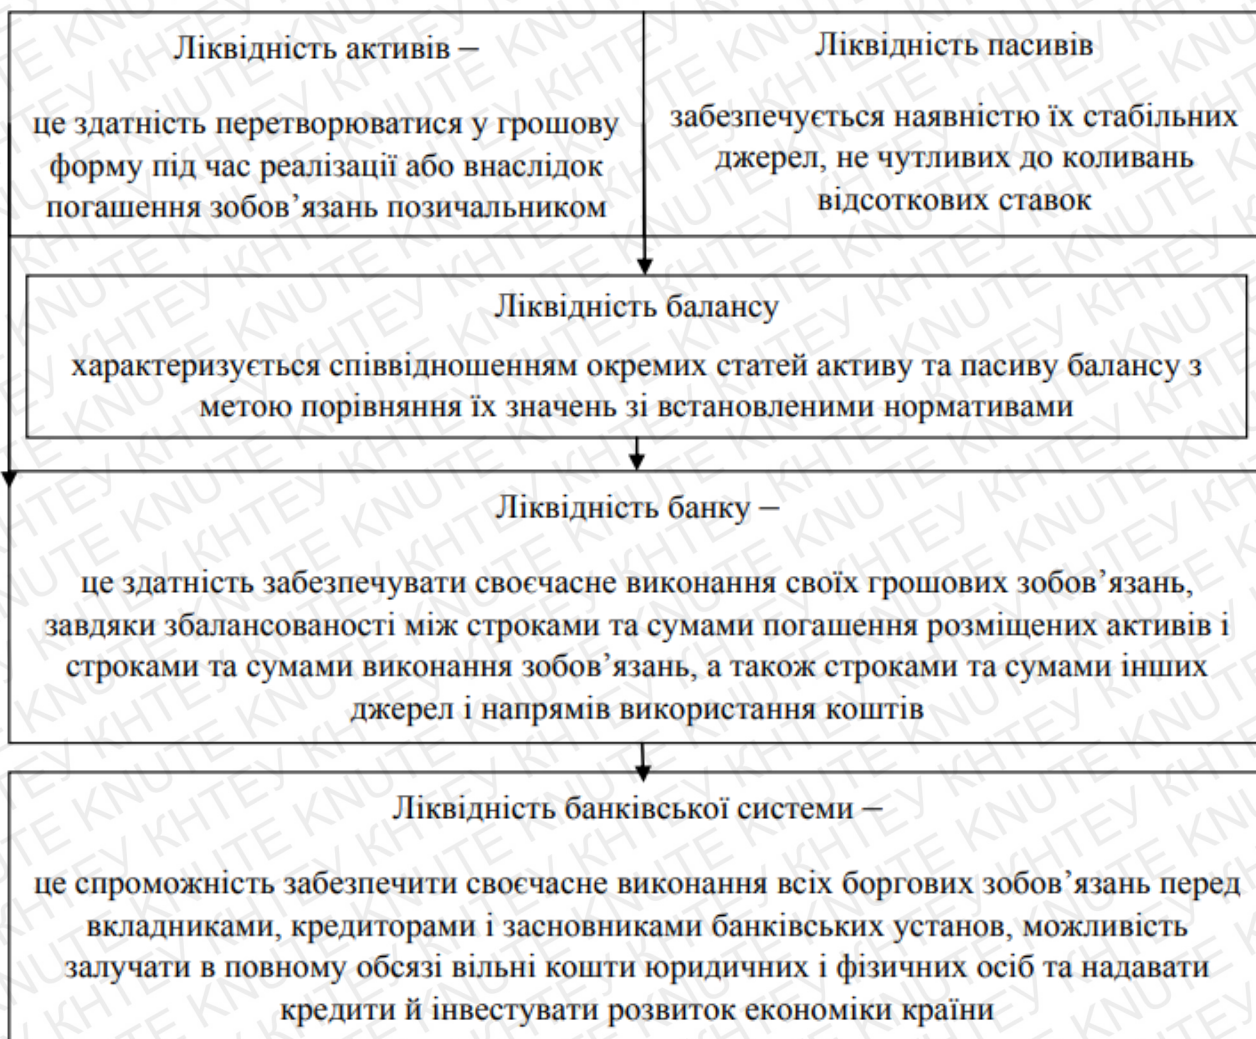 Ліквідність активів –
це здатність перетворюватися у грошову
форму під час реалізації або внаслідок
погашення зобов’язань позичальником
Ліквідність пасивів
забезпечується наявністю їх стабільних
джерел, не чутливих до коливань
відсоткових ставок
Ліквідність балансу
характеризується співвідношенням окремих статей активу та пасиву балансу з
метою порівняння їх значень зі встановленими нормативами
Ліквідність банку –
це здатність забезпечувати своєчасне виконання своїх грошових зобов’язань,
завдяки збалансованості між строками та сумами погашення розміщених активів і
строками та сумами виконання зобов’язань, а також строками та сумами інших
джерел і напрямів використання коштів
Ліквідність банківської системи –
це спроможність забезпечити своєчасне виконання всіх боргових зобов’язань перед
вкладниками, кредиторами і засновниками банківських установ, можливість
залучати в повному обсязі вільні кошти юридичних і фізичних осіб та надавати
кредити й інвестувати розвиток економіки країни
KNUTE КНТЕУ